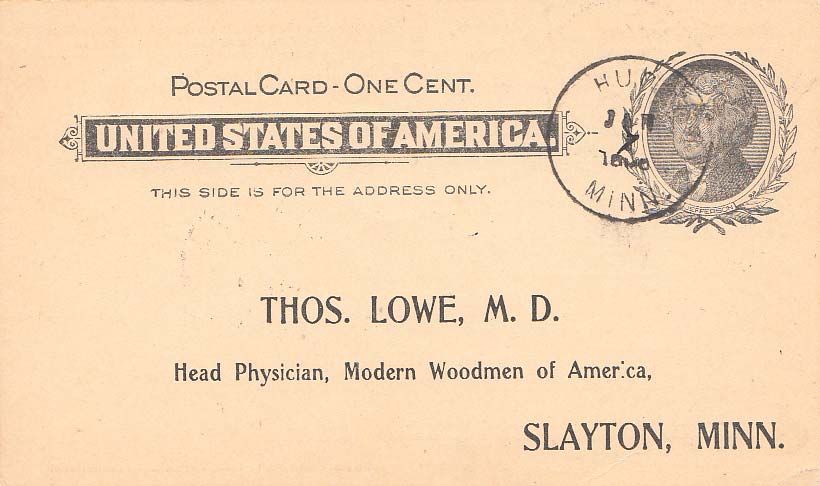 POSTAL CARD - ONE CENT.
UNITED STATES OF AMERICA.
THIS SIDE IS FOR THE ADDRESS ONLY.
MINN.
JEFFERSON
THOS. LOWE, M. D.
Head Physician, Modern Woodmen of America,
SLAYTON, MINN.